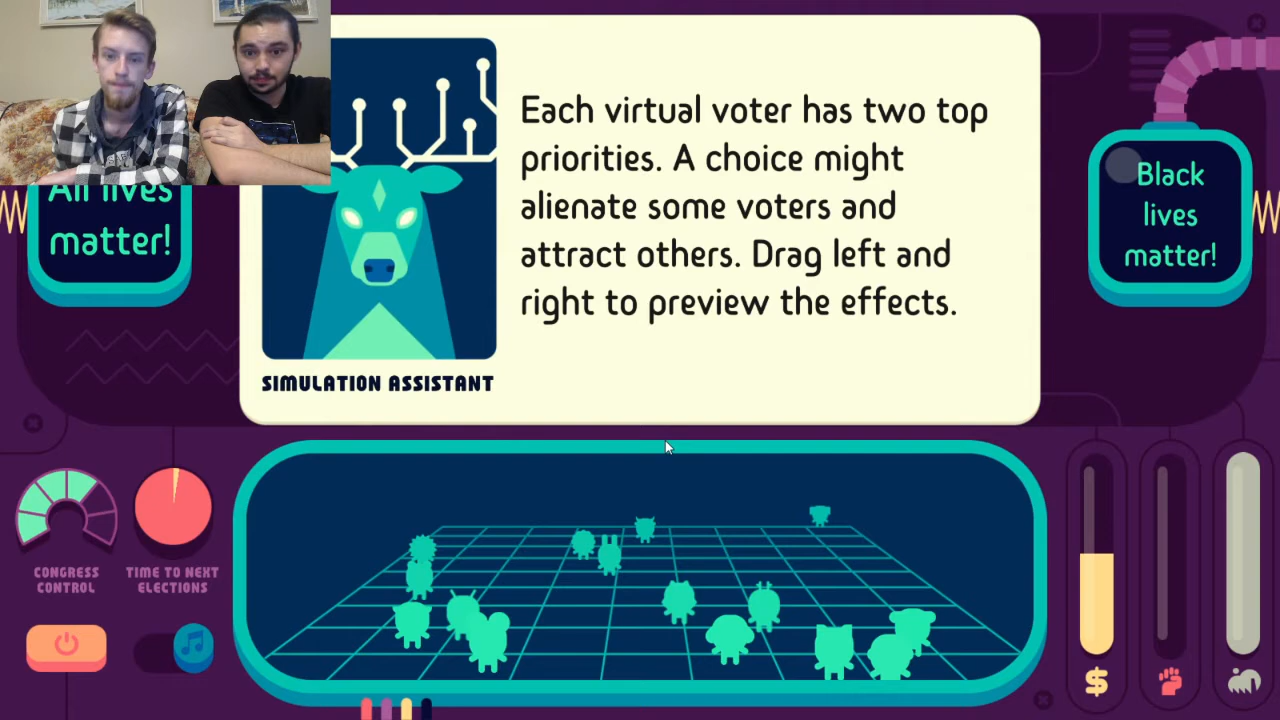 Each virtual voter has two top
priorities. A choice might
alienate some voters and
attract others. Drag left and
right to preview the effects.
SIMULATION ASSISTANT
All lives
matter!
Black
lives
matter!
CONGRESS
CONTROL
TIME TO NEXT
ELECTIONS
$